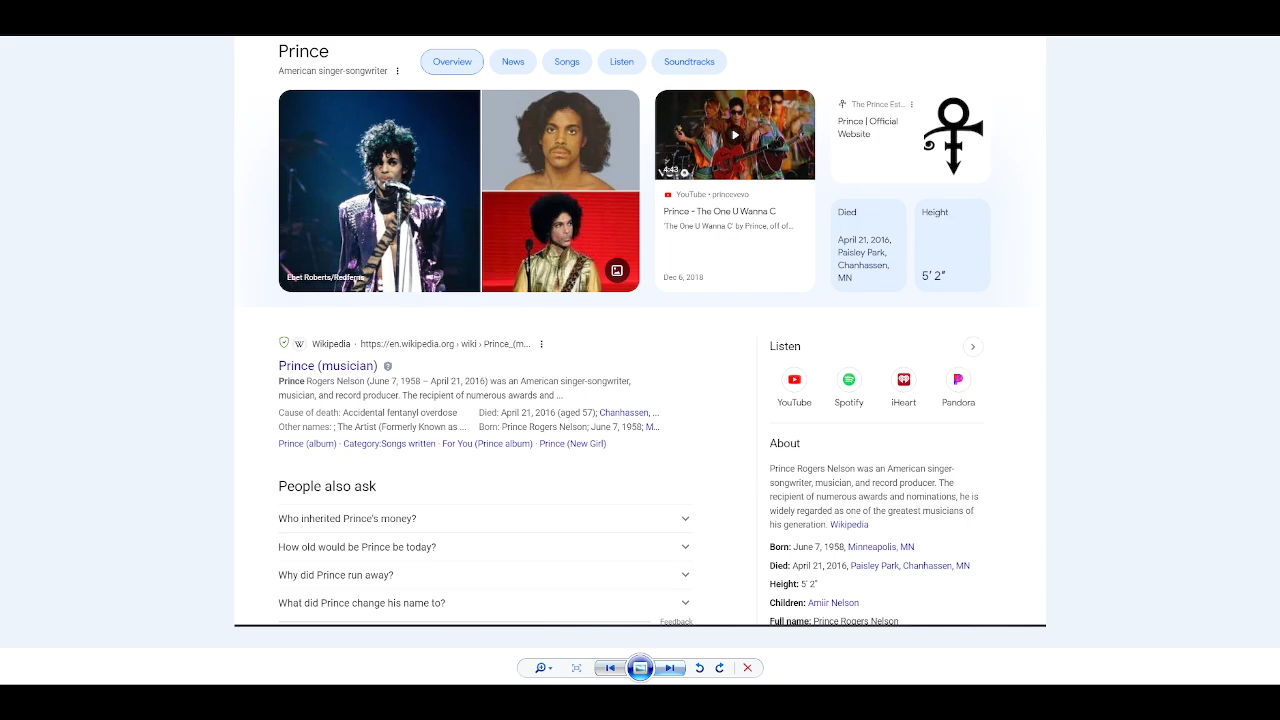 Prince
American singer-songwriter
Overview
News
Songs
Listen
Soundtracks
Ebet Roberts/Redferns
4:43
YouTube • princevevo
Prince - The One U Wanna C
'The One U Wanna C' by Prince, off of...
Dec 6, 2018
The Prince Est...
Prince | Official
Website
Died
April 21, 2016,
Paisley Park,
Chanhassen,
MN
Height
5′ 2″
W
Wikipedia · https://en.wikipedia.org › wiki › Prince_(m...
Prince (musician)
Prince Rogers Nelson (June 7, 1958 – April 21, 2016) was an American singer-songwriter,
musician, and record producer. The recipient of numerous awards and ...
Cause of death: Accidental fentanyl overdose
Died: April 21, 2016 (aged 57); Chanhassen, ...
Other names: ; The Artist (Formerly Known as ...
Born: Prince Rogers Nelson; June 7, 1958; M...
Prince (album) · Category:Songs written · For You (Prince album) · Prince (New Girl)
People also ask
Who inherited Prince's money?
How old would be Prince be today?
Why did Prince run away?
What did Prince change his name to?
Feedback
Listen
YouTube
Spotify
iHeart
Pandora
About
Prince Rogers Nelson was an American singer-
songwriter, musician, and record producer. The
recipient of numerous awards and nominations, he is
widely regarded as one of the greatest musicians of
his generation. Wikipedia
Born: June 7, 1958, Minneapolis, MN
Died: April 21, 2016, Paisley Park, Chanhassen, MN
Height: 5′ 2″
Children: Amiir Nelson
Full name: Prince Rogers Nelson